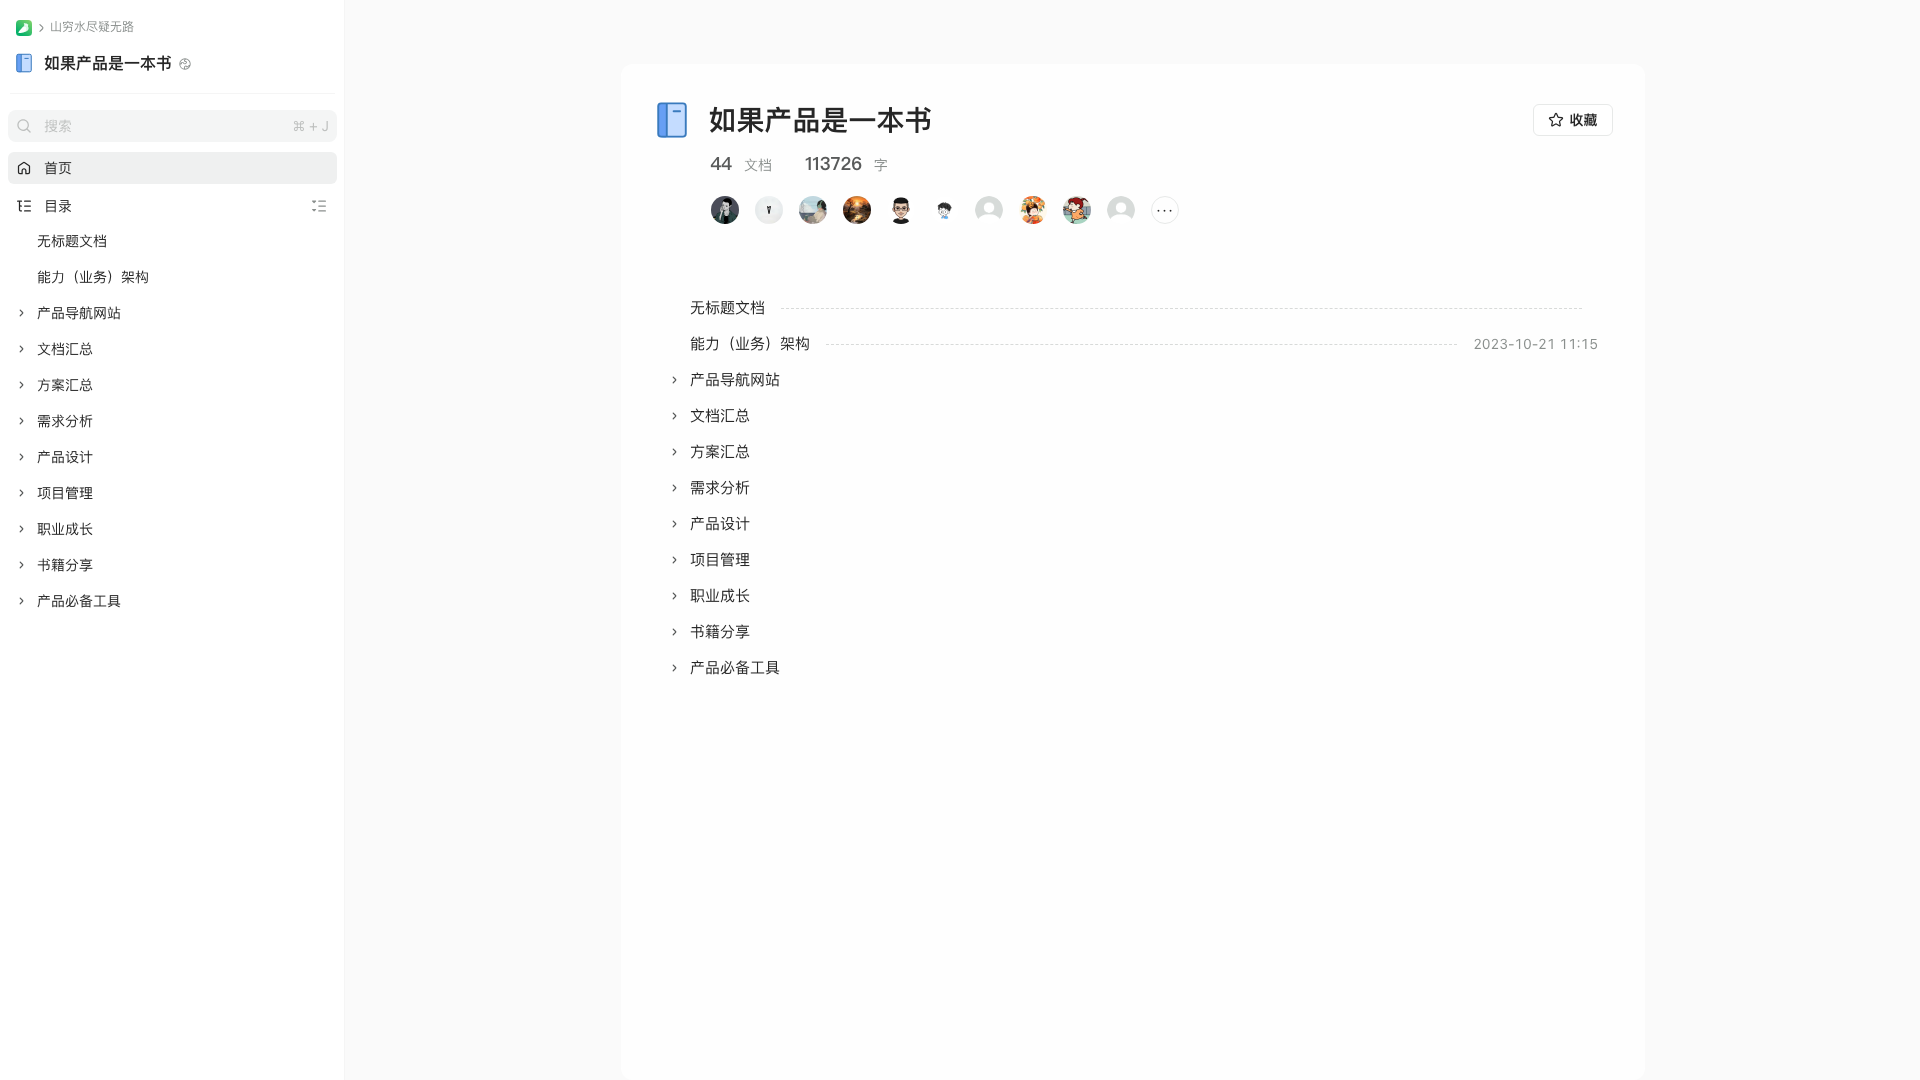 山穷水尽疑无路
如果产品是一本书
搜索 ⌘ + J
首页
目录
无标题文档
能力（业务）架构
产品导航网站
文档汇总
方案汇总
需求分析
产品设计
项目管理
职业成长
书籍分享
产品必备工具
如果产品是一本书
收藏
44 文档 113726 字
无标题文档
能力（业务）架构 2023-10-21 11:15
产品导航网站
文档汇总
方案汇总
需求分析
产品设计
项目管理
职业成长
书籍分享
产品必备工具